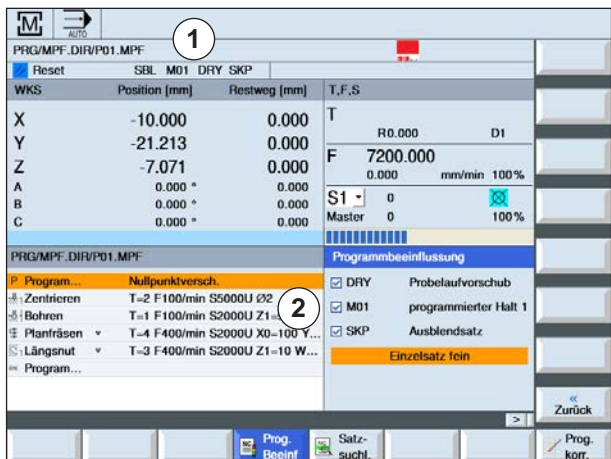 M
AUTO
PRG/MPF.DIR/P01.MPF
1
Reset SBL M01 DRY SKP
WKS Position [mm] Restweg [mm] T,F,S
X -10.000 0.000
Y -21.213 0.000
Z -7.071 0.000
A 0.000 ° 0.000
B 0.000 ° 0.000
C 0.000 ° 0.000
T
R0.000 D1
F 7200.000
0.000 mm/min 100%
S1 0
Master 0 100%
PRG/MPF.DIR/P01.MPF
P Program... Nullpunktversch.
Zentrieren T=2 F100/min S5000U Ø2
Bohren T=1 F100/min S2000U Z1=
Planfräsen T=4 F400/min S2000U X0=-100 Y...
Längsnut T=3 F400/min S2000U Z1=10 W...
Program...
2
Programmbeeinflussung
DRY Probelaufvorschub
M01 programmierter Halt 1
SKP Ausblendsatz
Einzelsatz fein
«
Zurück
>
Prog.
Beeinf
Satz-
suchl.
Prog.
korr.